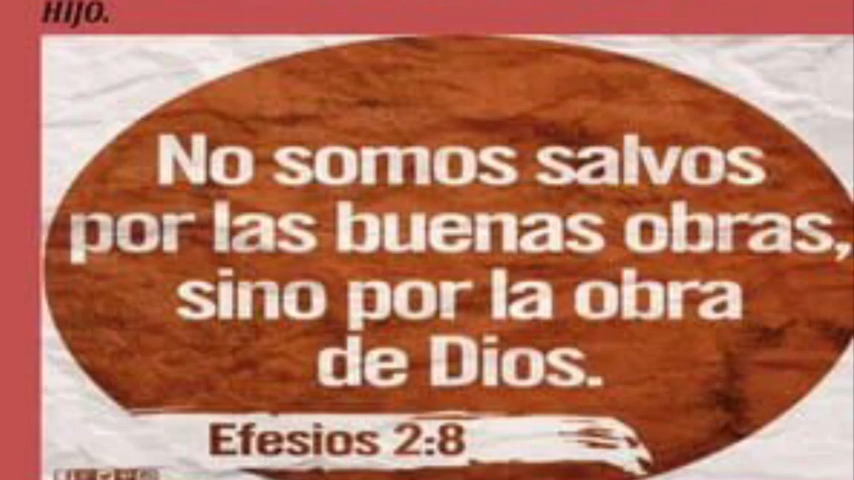 HIJO.
No somos salvos
por las buenas obras,
sino por la obra
de Dios.
Efesios 2:8